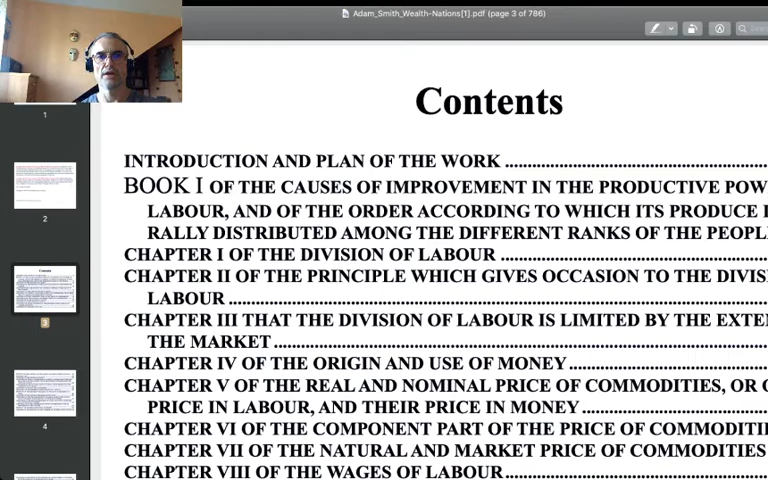 Adam_Smith_Wealth-Nations[1].pdf (page 3 of 786)
Contents
INTRODUCTION AND PLAN OF THE WORK
BOOK I OF THE CAUSES OF IMPROVEMENT IN THE PRODUCTIVE
LABOUR, AND OF THE ORDER ACCORDING TO WHICH ITS PRODUCE
RALLY DISTRIBUTED AMONG THE DIFFERENT RANKS OF THE
CHAPTER I OF THE DIVISION OF LABOUR
CHAPTER II OF THE PRINCIPLE WHICH GIVES OCCASION TO THE
LABOUR
CHAPTER III THAT THE DIVISION OF LABOUR IS LIMITED BY THE
THE MARKET
CHAPTER IV OF THE ORIGIN AND USE OF MONEY
CHAPTER V OF THE REAL AND NOMINAL PRICE OF COMMODITIES, OR
PRICE IN LABOUR, AND THEIR PRICE IN MONEY
CHAPTER VI OF THE COMPONENT PART OF THE PRICE OF
CHAPTER VII OF THE NATURAL AND MARKET PRICE OF COMMODITIES
CHAPTER VIII OF THE WAGES OF LABOUR
1
2
3
4